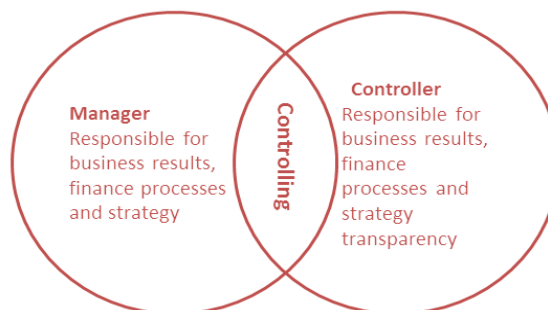 Manager
Responsible for
business results,
finance processes
and strategy
Controlling
Controller
Responsible for
business results,
finance
processes and
strategy
transparency